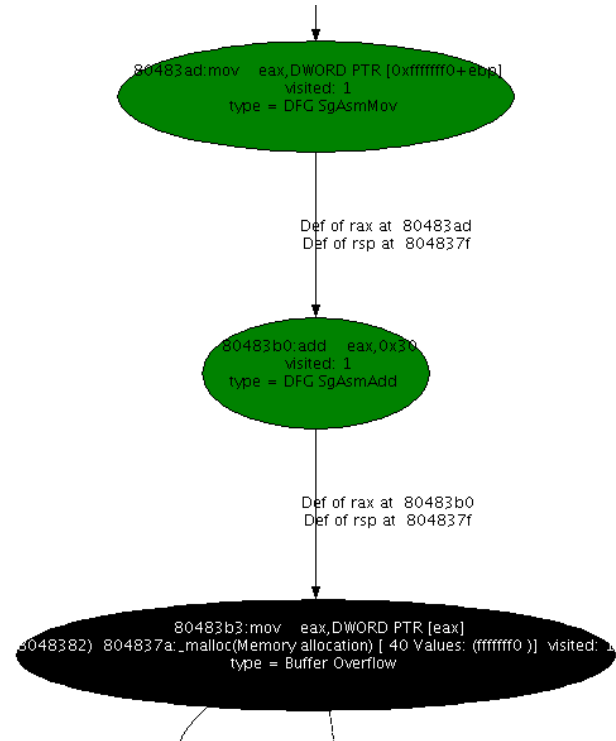 80483ad:mov eax,DWORD PTR [0xfffffff0+ebp]
visited: 1
type = DFG SgAsmMov
Def of rax at 80483ad
Def of rsp at 804837f
80483b0:add eax,0x30
visited: 1
type = DFG SgAsmAdd
Def of rax at 80483b0
Def of rsp at 804837f
80483b3:mov eax,DWORD PTR [eax]
8048382) 804837a:_malloc(Memory allocation) [ 40 Values: (fffffff0 )] visited: 1
type = Buffer Overflow